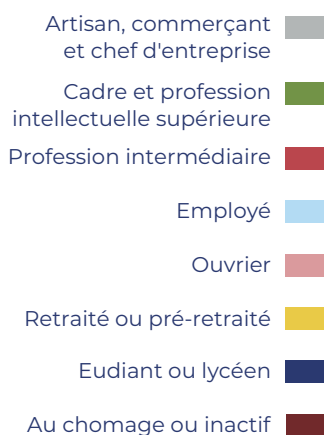 Artisan, commerçant
et chef d'entreprise
Cadre et profession
intellectuelle supérieure
Profession intermédiaire
Employé
Ouvrier
Retraité ou pré-retraité
Eudiant ou lycéen
Au chomage ou inactif